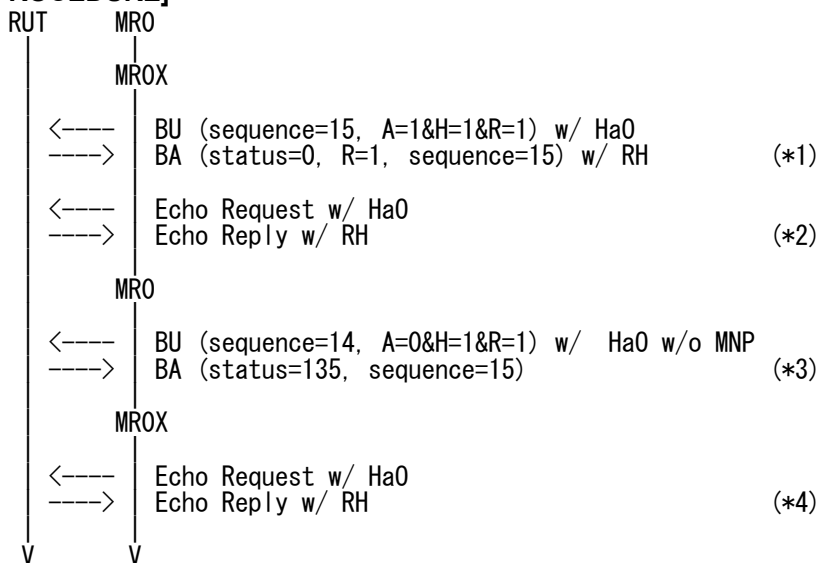 RUT MR0
MR0X
<---- BU (sequence=15, A=1&H=1&R=1) w/ HaO
----> BA (status=0, R=1, sequence=15) w/ RH (*1)
<---- Echo Request w/ HaO
----> Echo Reply w/ RH (*2)
MR0
<---- BU (sequence=14, A=0&H=1&R=1) w/ HaO w/o MNP
----> BA (status=135, sequence=15) (*3)
MR0X
<---- Echo Request w/ HaO
----> Echo Reply w/ RH (*4)
V V